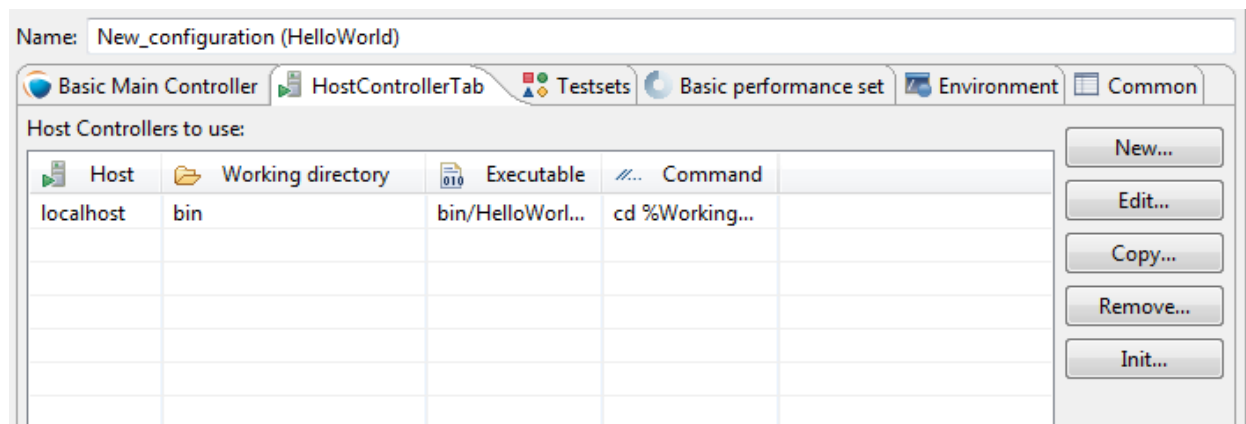 Name: New_configuration (HelloWorld)
Basic Main Controller HostControllerTab Testsets Basic performance set Environment Common
Host Controllers to use:
New...
Host Working directory Executable //... Command
Edit...
localhost bin bin/HelloWorl... cd %Working...
Copy...
Remove...
Init...